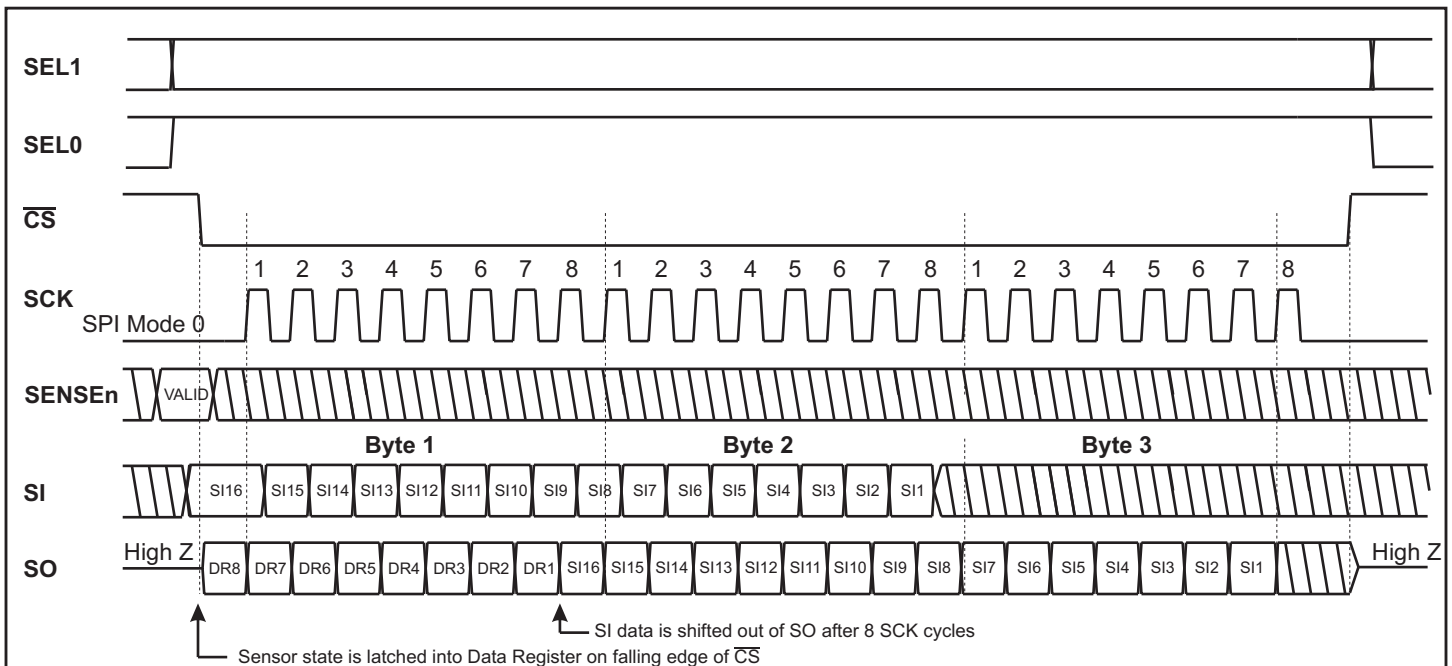 SEL1
SEL0
CS
1 2 3 4 5 6 7 8 1 2 3 4 5 6 7 8 1 2 3 4 5 6 7 8
SCK
SPI Mode 0
SENSEn VALID
Byte 1 Byte 2 Byte 3
SI SI16 SI15 SI14 SI13 SI12 SI11 SI10 SI9 SI8 SI7 SI6 SI5 SI4 SI3 SI2 SI1
High Z High Z
SO DR8 DR7 DR6 DR5 DR4 DR3 DR2 DR1 SI16 SI15 SI14 SI13 SI12 SI11 SI10 SI9 SI8 SI7 SI6 SI5 SI4 SI3 SI2 SI1
SI data is shifted out of SO after 8 SCK cycles
Sensor state is latched into Data Register on falling edge of CS